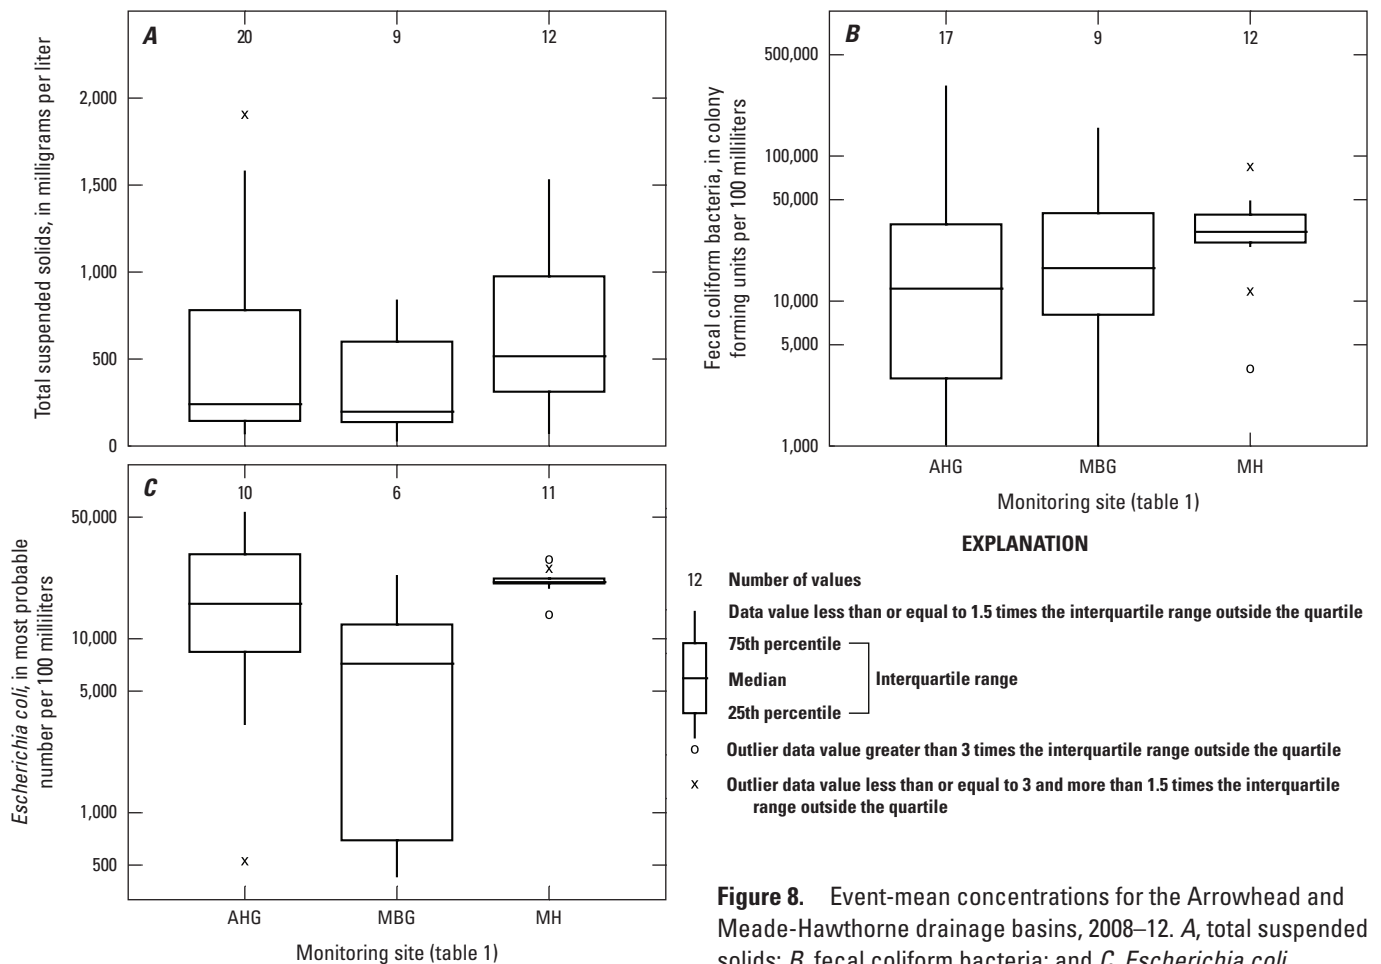 A
20
9
12
Total suspended solids, in milligrams per liter
2,000
1,500
1,000
500
0
B
17
9
12
Fecal coliform bacteria, in colony
forming units per 100 milliliters
500,000
100,000
50,000
10,000
5,000
1,000
AHG
MBG
MH
Monitoring site (table 1)
C
10
6
11
Escherichia coli, in most probable
number per 100 milliliters
50,000
10,000
5,000
1,000
500
AHG
MBG
MH
Monitoring site (table 1)
EXPLANATION
12 Number of values
Data value less than or equal to 1.5 times the interquartile range outside the quartile
75th percentile
Median
Interquartile range
25th percentile
o Outlier data value greater than 3 times the interquartile range outside the quartile
x Outlier data value less than or equal to 3 and more than 1.5 times the interquartile
range outside the quartile
Figure 8. Event-mean concentrations for the Arrowhead and
Meade-Hawthorne drainage basins, 2008–12. A, total suspended
solids; B, fecal coliform bacteria; and C, Escherichia coli